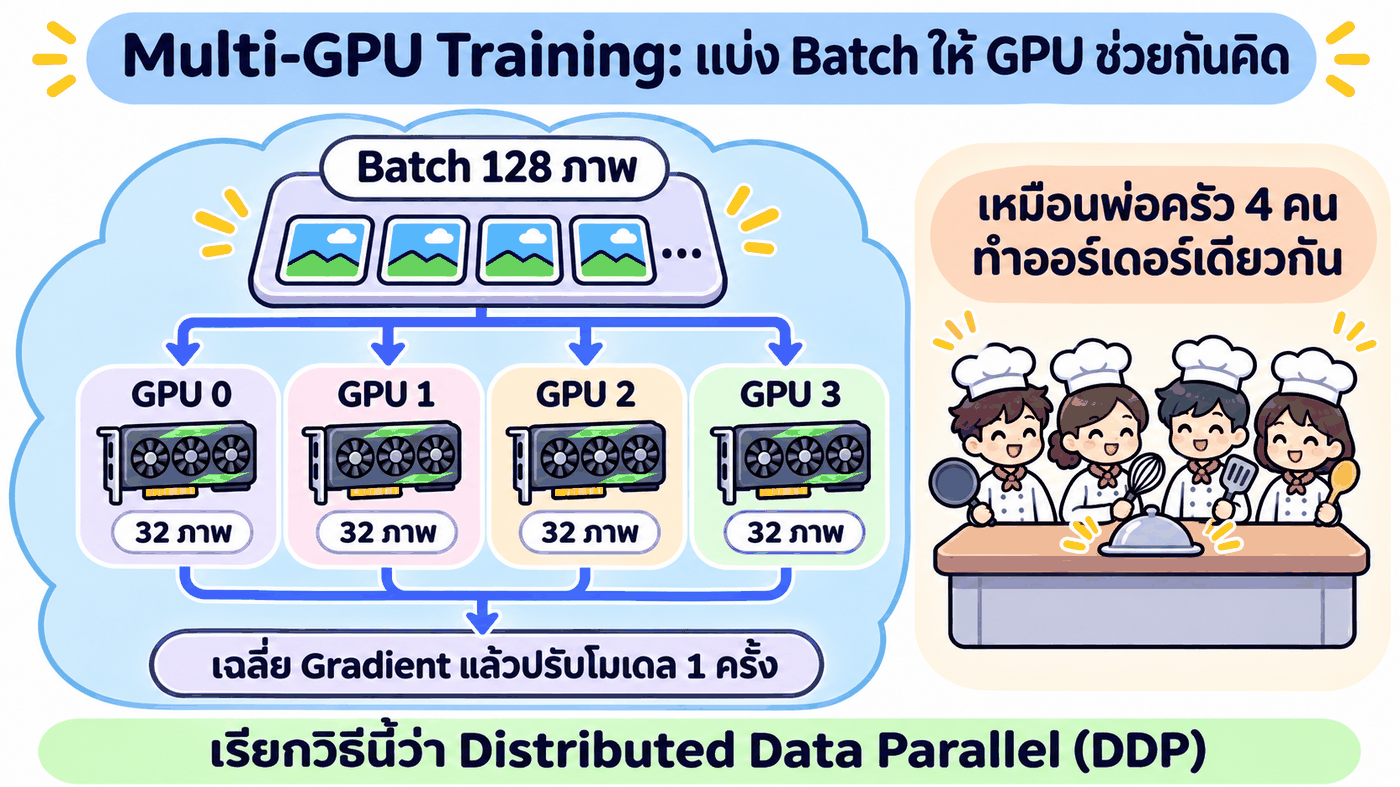 Multi-GPU Training: แบ่ง Batch ให้ GPU ช่วยกันคิด
Batch 128 ภาพ
...
GPU 0
32 ภาพ
GPU 1
32 ภาพ
GPU 2
32 ภาพ
GPU 3
32 ภาพ
เฉลี่ย Gradient แล้วปรับโมเดล 1 ครั้ง
เหมือนพ่อครัว 4 คน
ทำออร์เดอร์เดียวกัน
เรียกวิธีนี้ว่า Distributed Data Parallel (DDP)